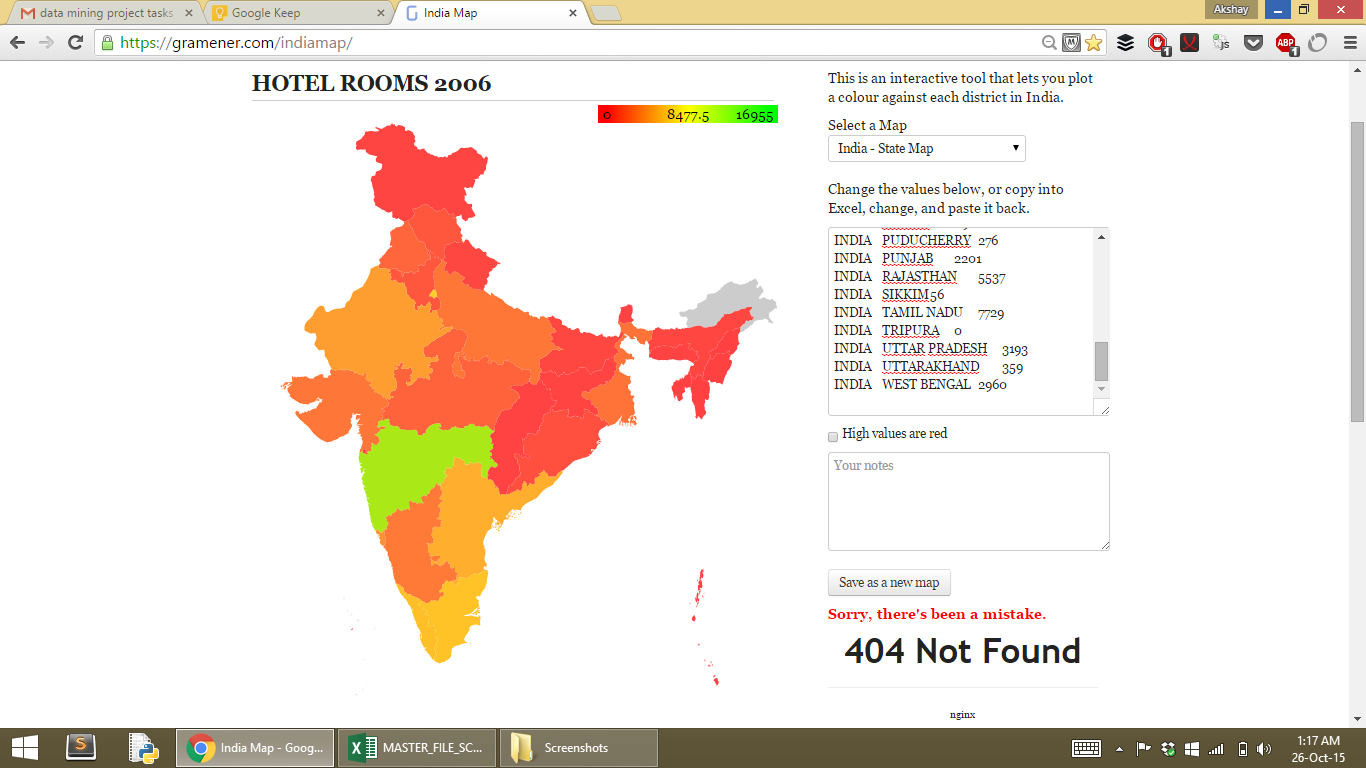 data mining project tasks
Google Keep
India Map
Akshay
https://gramener.com/indiamap/
1
js
ABP
1
HOTEL ROOMS 2006
0 8477.5 16955
This is an interactive tool that lets you plot
a colour against each district in India.
Select a Map
India - State Map
Change the values below, or copy into
Excel, change, and paste it back.
INDIA PUDUCHERRY 276
INDIA PUNJAB 2201
INDIA RAJASTHAN 5537
INDIA SIKKIM 56
INDIA TAMIL NADU 7729
INDIA TRIPURA 0
INDIA UTTAR PRADESH 3193
INDIA UTTARAKHAND 359
INDIA WEST BENGAL 2960
High values are red
Your notes
Save as a new map
Sorry, there's been a mistake.
404 Not Found
nginx
India Map - Goog...
MASTER_FILE_SC...
Screenshots
1:17 AM
26-Oct-15